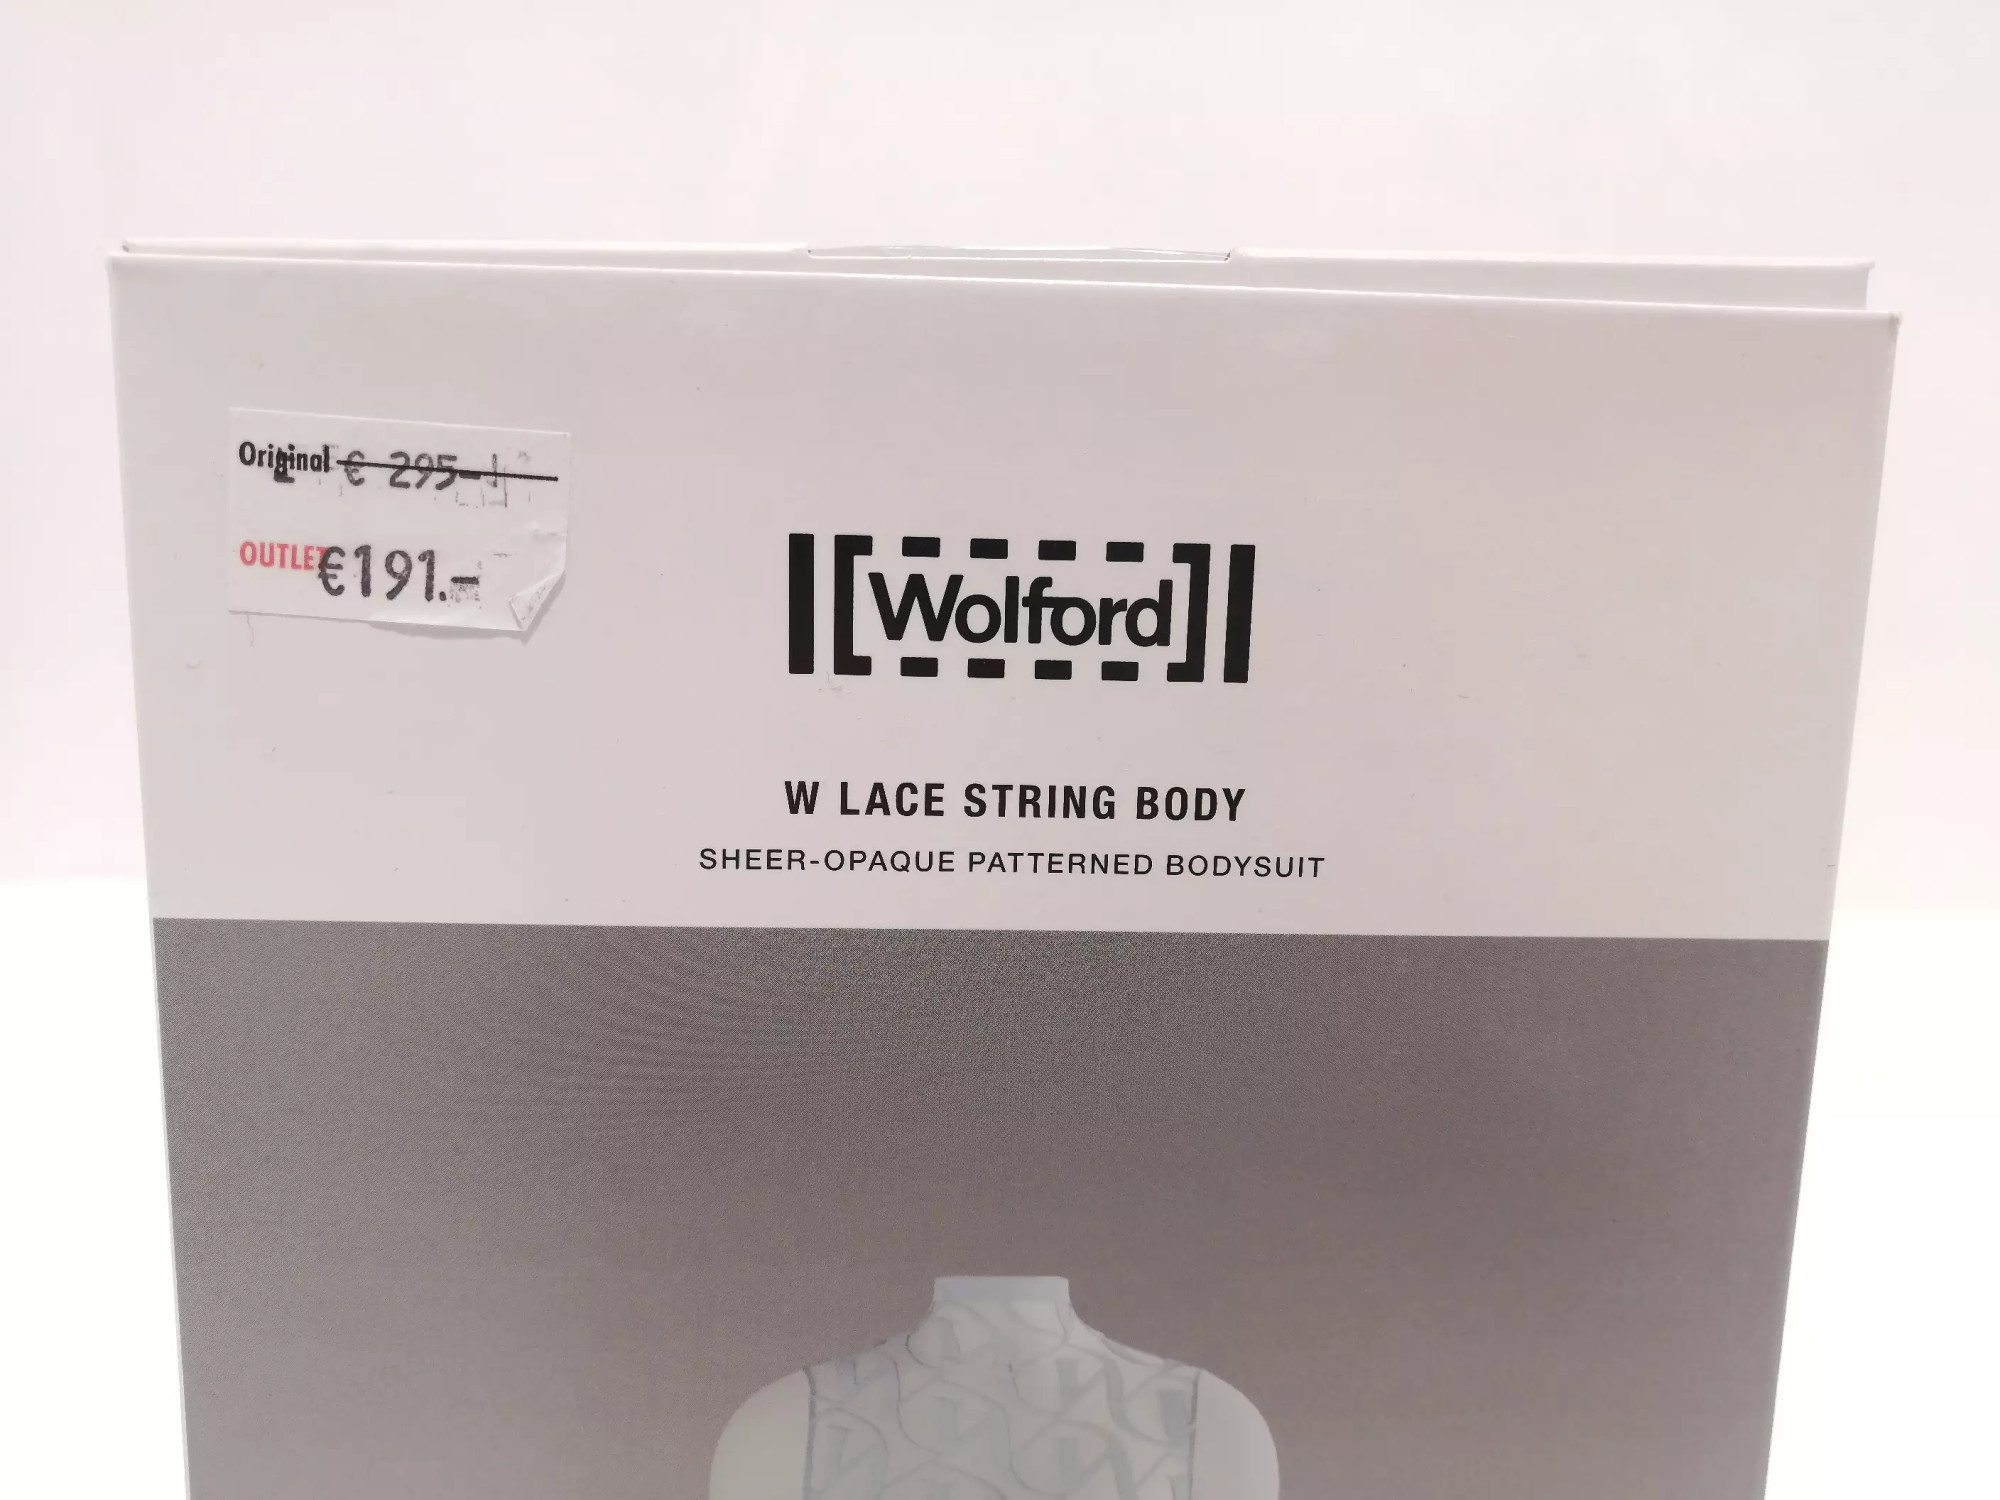 Original € 295.-
OUTLET €191.-
Wolford
W LACE STRING BODY
SHEER-OPAQUE PATTERNED BODYSUIT